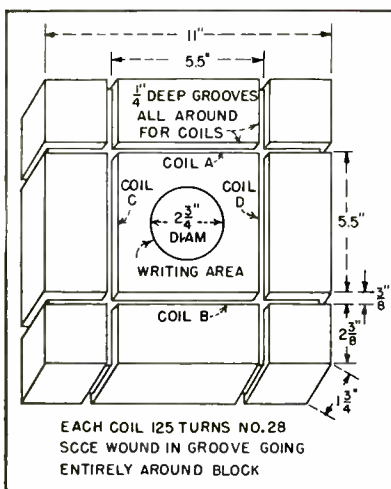 11"
5.5"
1/4" DEEP GROOVES
ALL AROUND
FOR COILS
COIL A
COIL C
COIL D
2 3/4"
DIAM
WRITING AREA
5.5"
3/8"
COIL B
2 3/8
1 3/4"
EACH COIL 125 TURNS NO.28
SCCE WOUND IN GROOVE GOING
ENTIRELY AROUND BLOCK